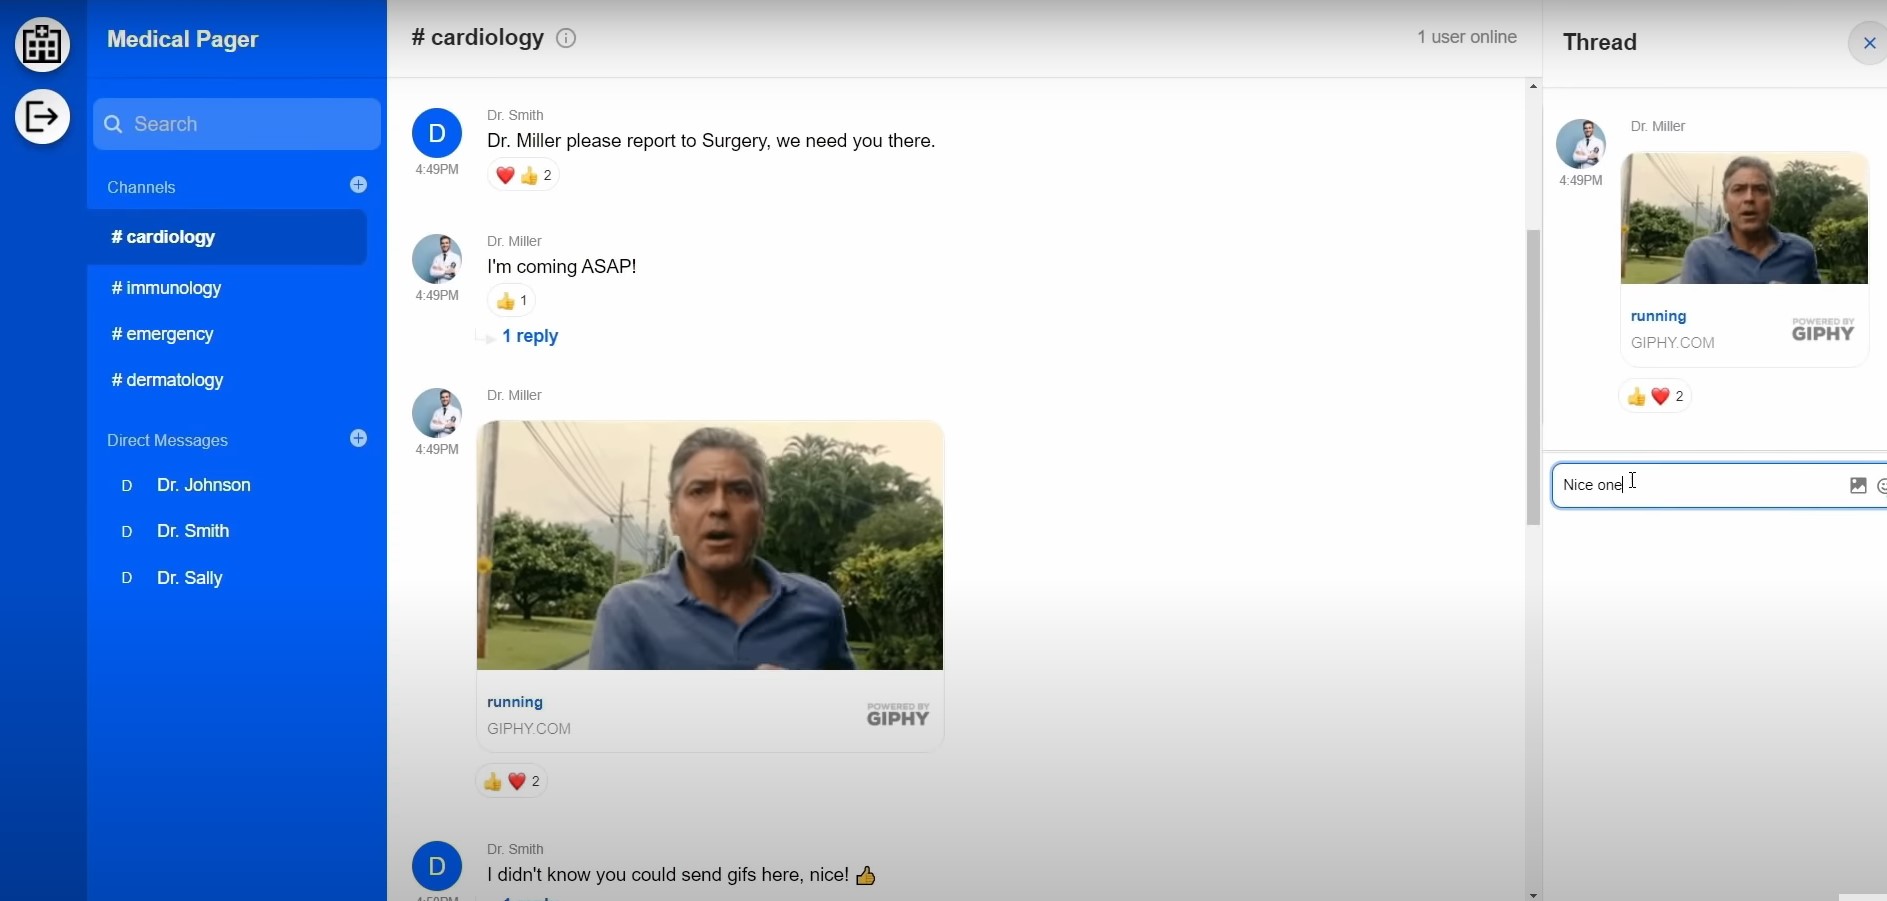 Medical Pager
Search
Channels
# cardiology
# immunology
# emergency
# dermatology
Direct Messages
D Dr. Johnson
D Dr. Smith
D Dr. Sally
# cardiology
1 user online
Dr. Smith
D
Dr. Miller please report to Surgery, we need you there.
4:49PM
2
Dr. Miller
I'm coming ASAP!
4:49PM
1
1 reply
Dr. Miller
4:49PM
running
GIPHY.COM
POWERED BY
GIPHY
2
Dr. Smith
D
I didn't know you could send gifs here, nice! 👍
Thread
Dr. Miller
4:49PM
running
GIPHY.COM
POWERED BY
GIPHY
2
Nice one